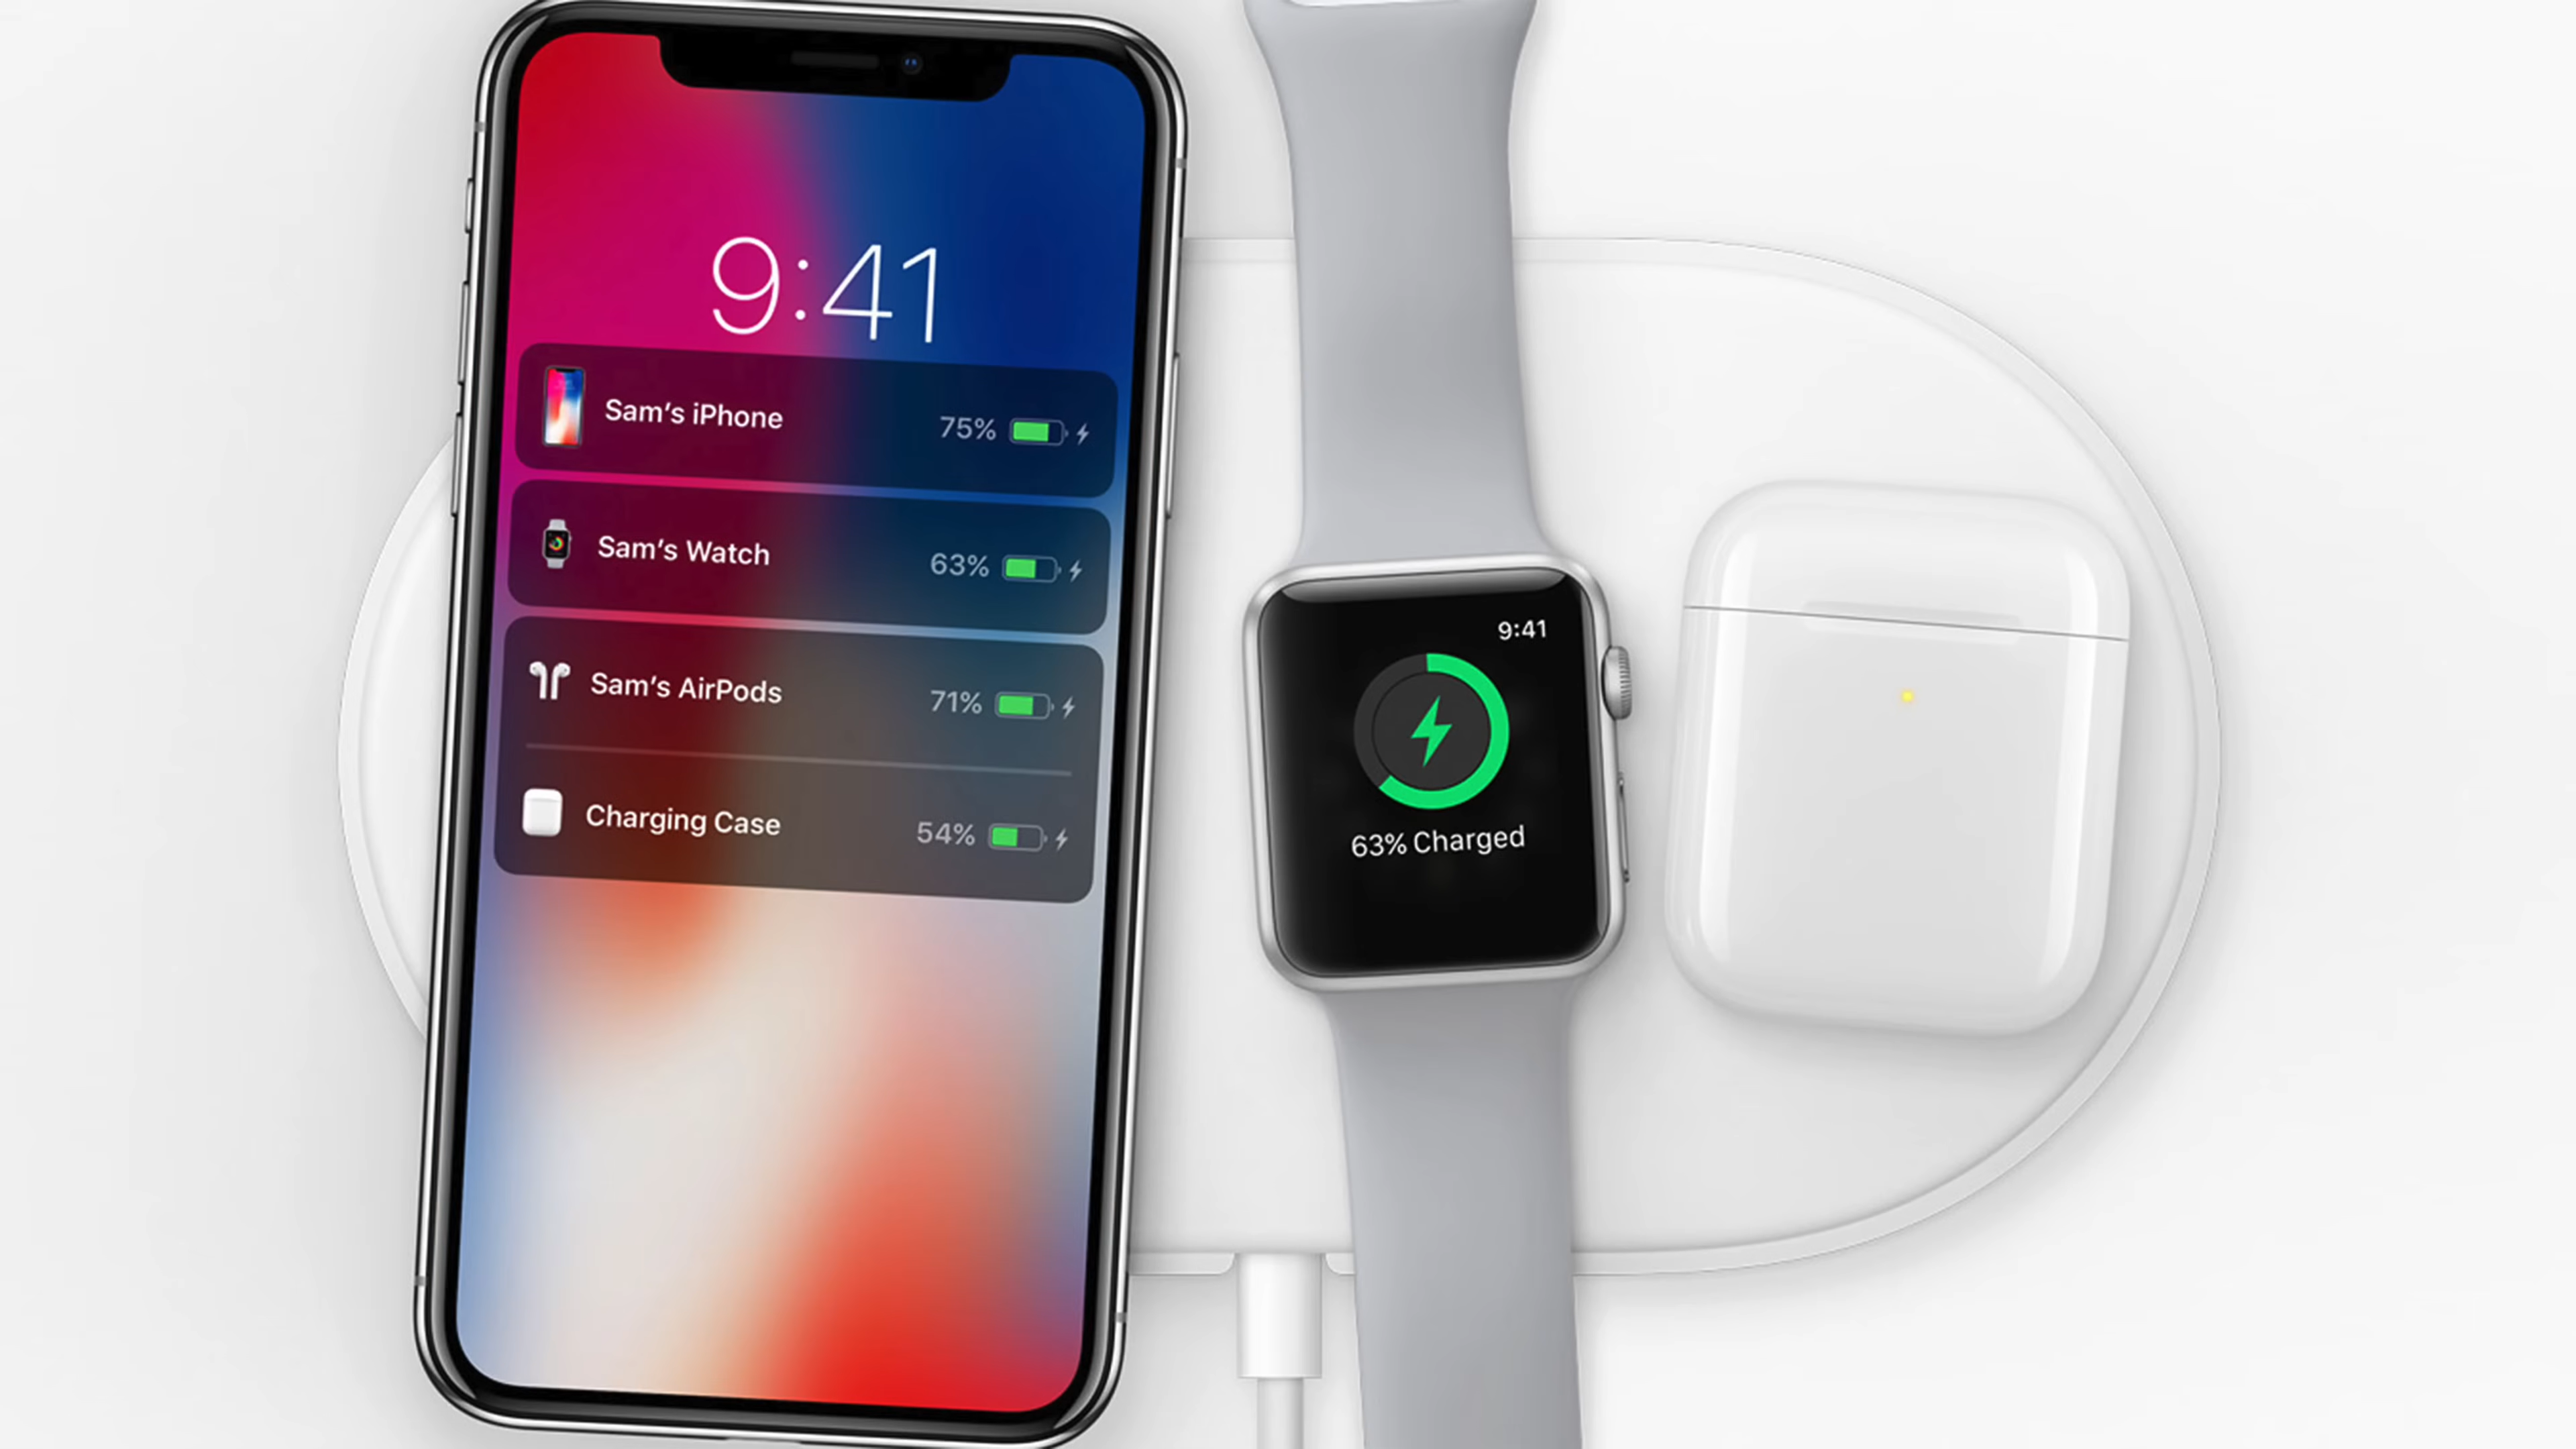 9:41
Sam’s iPhone 75%
Sam’s Watch 63%
Sam’s AirPods 71%
Charging Case 54%
9:41
63% Charged